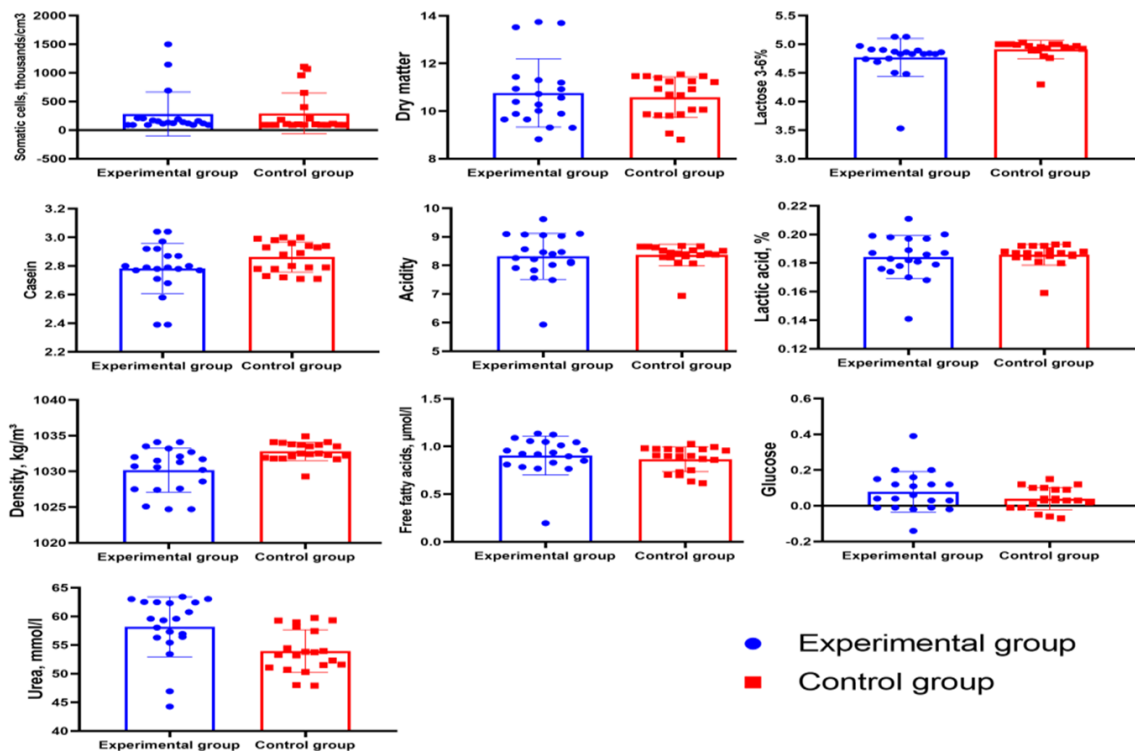 Somatic cells, thousands/cm3
2000
1500
1000
500
0
-500
Experimental group
Control group
Dry matter
14
12
10
8
Experimental group
Control group
Lactose 3-6%
5.5
5.0
4.5
4.0
3.5
3.0
Experimental group
Control group
Casein
3.2
3.0
2.8
2.6
2.4
2.2
Experimental group
Control group
Acidity
10
9
8
7
6
5
Experimental group
Control group
Lactic acid, %
0.22
0.20
0.18
0.16
0.14
0.12
Experimental group
Control group
Density, kg/m³
1040
1035
1030
1025
1020
Experimental group
Control group
Free fatty acids, µmol/l
1.5
1.0
0.5
0.0
Experimental group
Control group
Glucose
0.6
0.4
0.2
0.0
-0.2
Experimental group
Control group
Urea, mmol/l
65
60
55
50
45
40
Experimental group
Control group
Experimental group
Control group